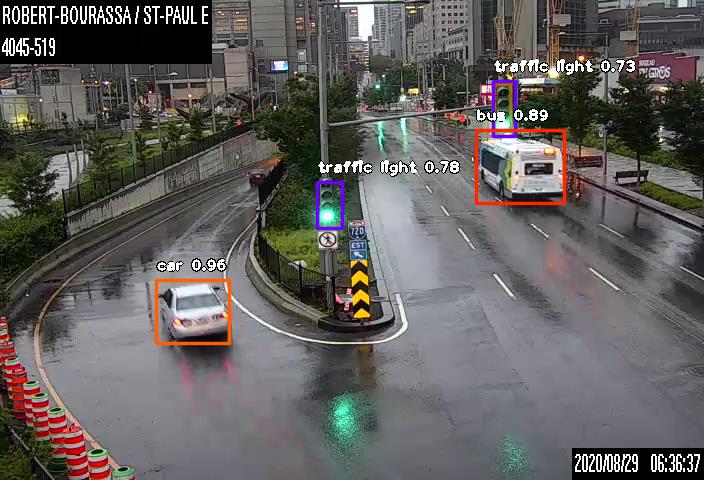 ROBERT-BOURASSA / ST-PAUL E
4045-519
traffic light 0.73
bus 0.89
traffic light 0.78
720
EST
car 0.96
2020/08/29 06:36:37